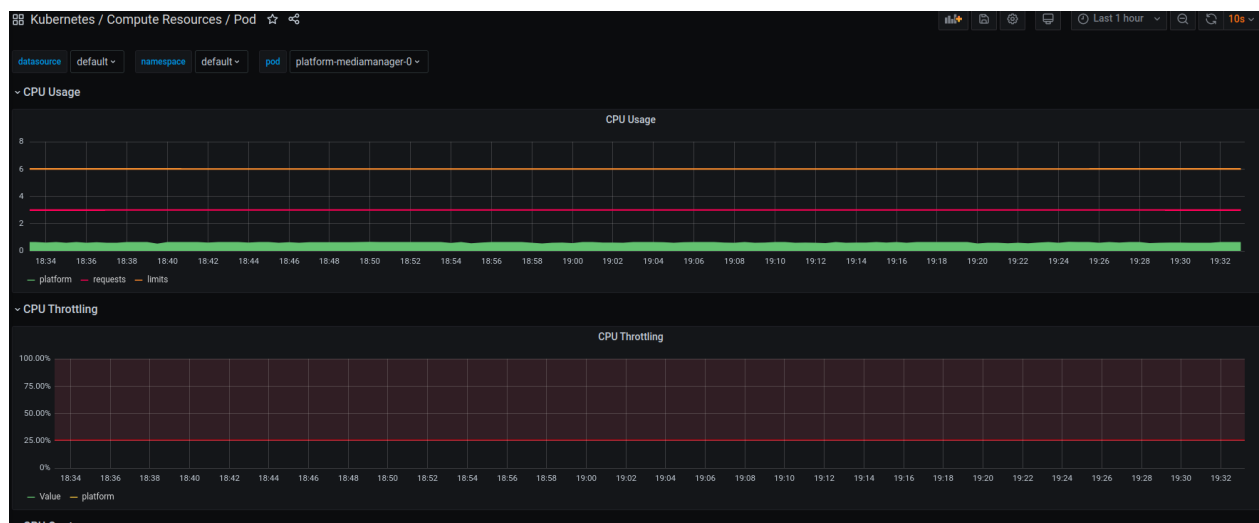 Kubernetes / Compute Resources / Pod
Last 1 hour
10s
datasource default namespace default pod platform-mediamanager-0
CPU Usage
CPU Usage
8
6
4
2
0
18:34 18:36 18:38 18:40 18:42 18:44 18:46 18:48 18:50 18:52 18:54 18:56 18:58 19:00 19:02 19:04 19:06 19:08 19:10 19:12 19:14 19:16 19:18 19:20 19:22 19:24 19:26 19:28 19:30 19:32
platform requests limits
CPU Throttling
CPU Throttling
100.00%
75.00%
50.00%
25.00%
0%
18:34 18:36 18:38 18:40 18:42 18:44 18:46 18:48 18:50 18:52 18:54 18:56 18:58 19:00 19:02 19:04 19:06 19:08 19:10 19:12 19:14 19:16 19:18 19:20 19:22 19:24 19:26 19:28 19:30 19:32
Value platform